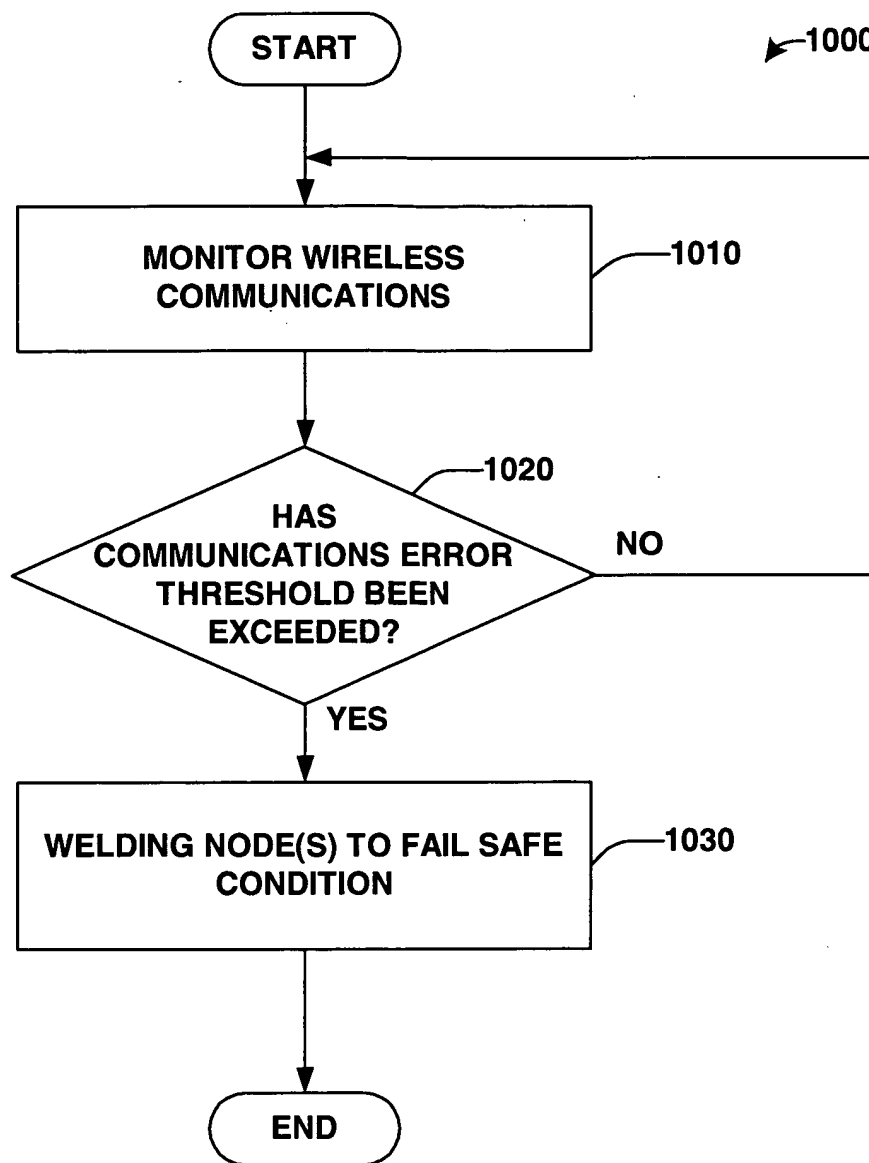 START
1000
MONITOR WIRELESS
COMMUNICATIONS
1010
1020
HAS
COMMUNICATIONS ERROR
THRESHOLD BEEN
EXCEEDED?
NO
YES
WELDING NODE(S) TO FAIL SAFE
CONDITION
1030
END